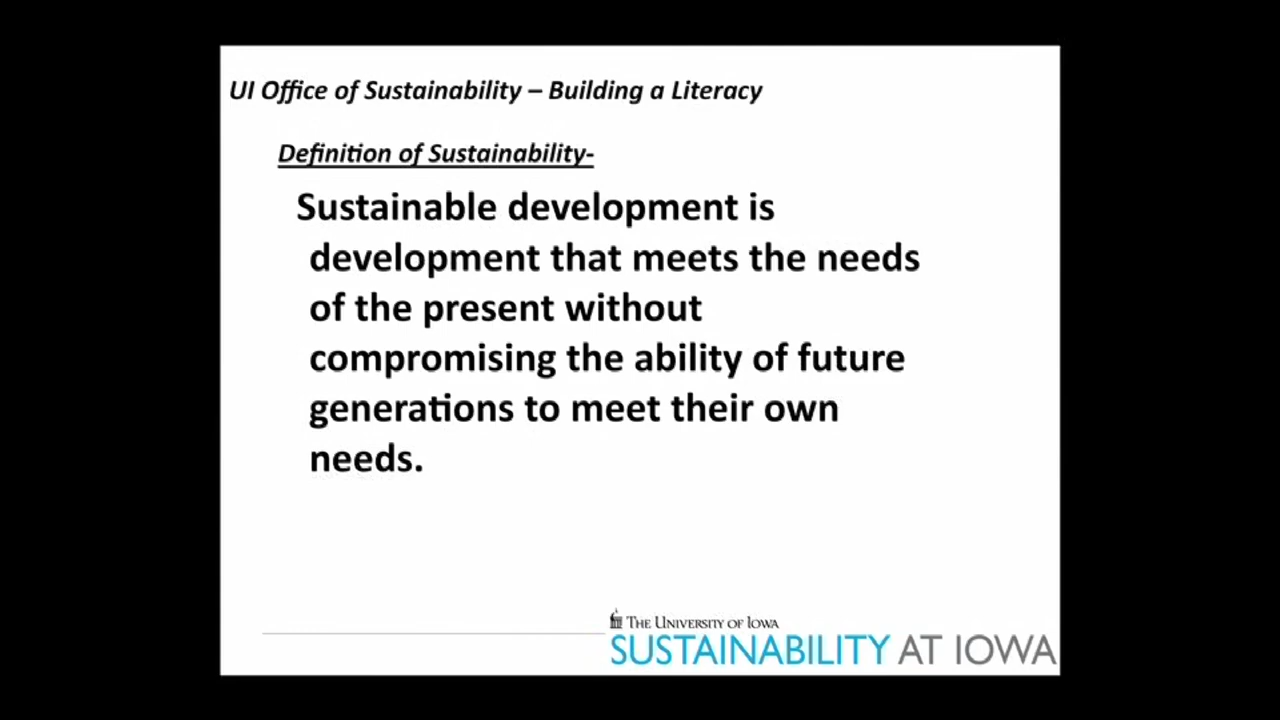 UI Office of Sustainability – Building a Literacy
Definition of Sustainability-
Sustainable development is
development that meets the needs
of the present without
compromising the ability of future
generations to meet their own
needs.
THE UNIVERSITY OF IOWA
SUSTAINABILITY AT IOWA